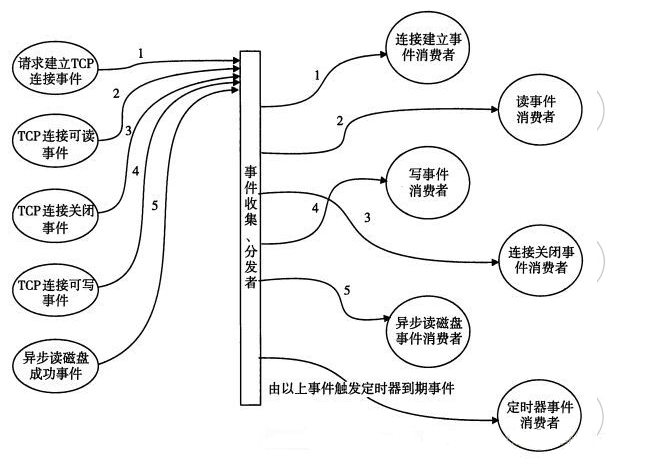 请求建立TCP
连接事件
TCP连接可读
事件
TCP连接关闭
事件
TCP连接可写
事件
异步读磁盘
成功事件
1
2
3
4
5
事件收集、分发者
1
2
4
3
5
由以上事件触发定时器到期事件
连接建立事
件消费者
读事件
消费者
写事件
消费者
连接关闭事
件消费者
异步读磁盘
事件消费者
定时器事件
消费者